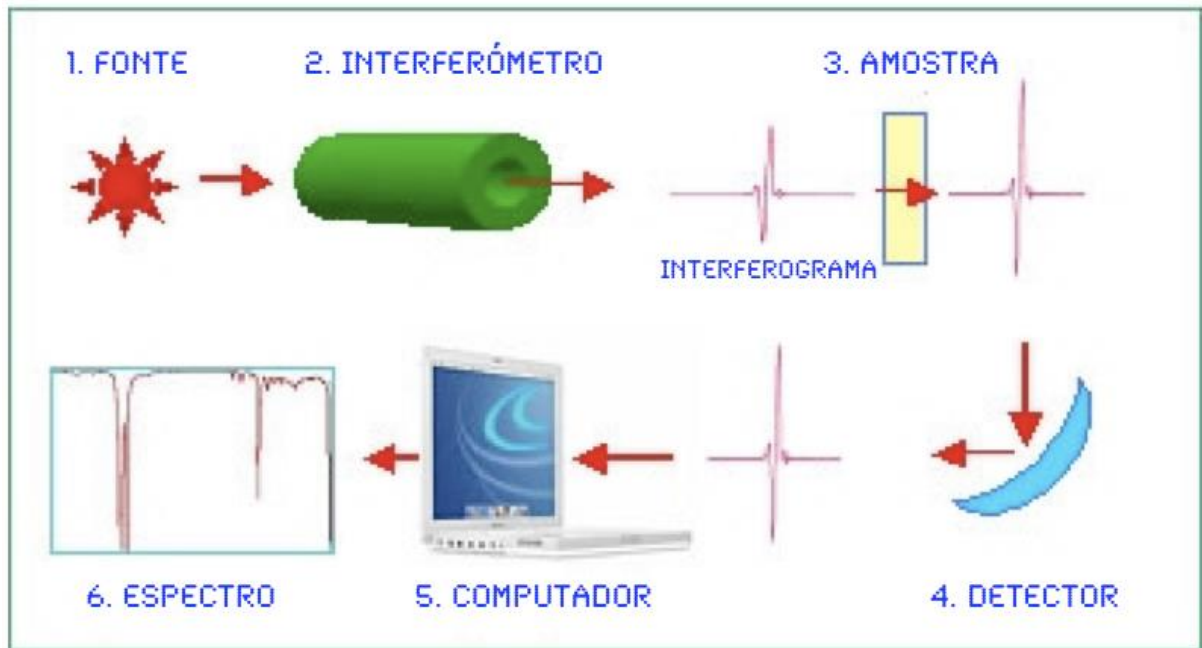 1. FONTE
2. INTERFERÓMETRO
3. AMOSTRA
INTERFEROGRAMA
6. ESPECTRO
5. COMPUTADOR
4. DETECTOR